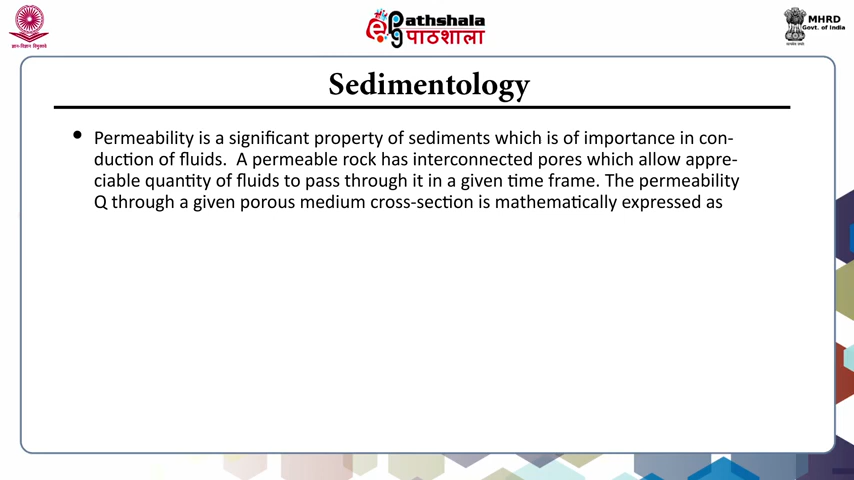 ePathshala
पाठशाला
MHRD
Govt. of India
ज्ञान-विज्ञान विमुक्तये
Sedimentology
• Permeability is a significant property of sediments which is of importance in con-
duction of fluids.  A permeable rock has interconnected pores which allow appre-
ciable quantity of fluids to pass through it in a given time frame. The permeability
Q through a given porous medium cross-section is mathematically expressed as